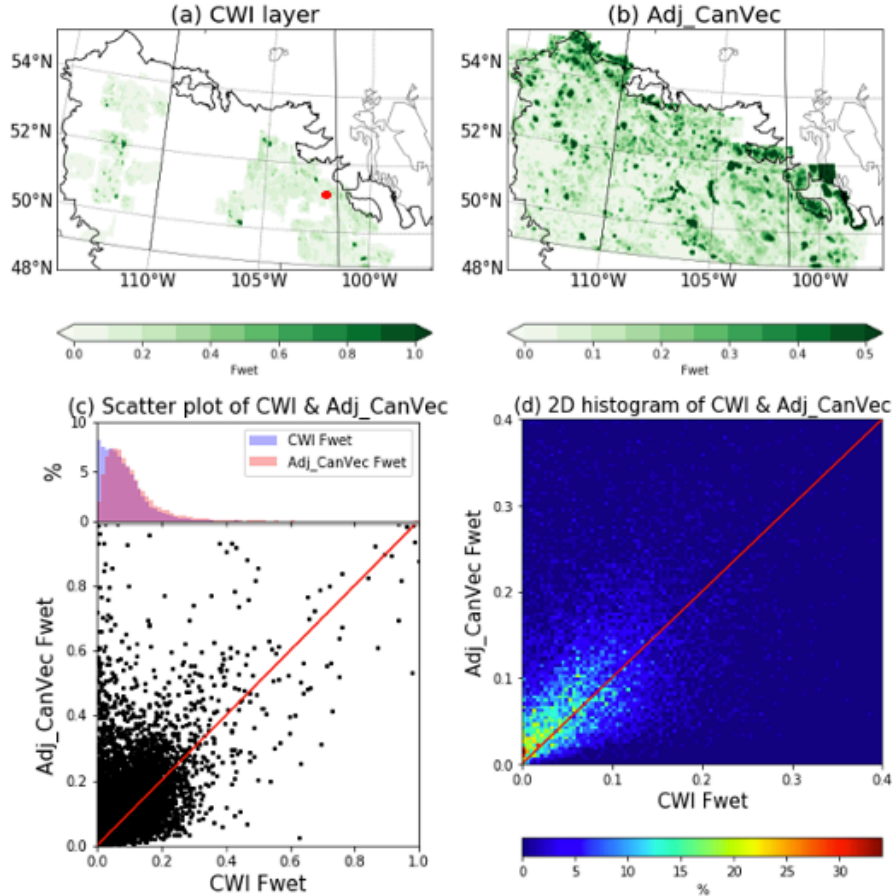 (a) CWI layer
(b) Adj_CanVec
54°N
52°N
50°N
48°N
110°W
105°W
100°W
54°N
52°N
50°N
48°N
110°W
105°W
100°W
0.0 0.2 0.4 0.6 0.8 1.0
Fwet
0.0 0.1 0.2 0.3 0.4 0.5
Fwet
(c) Scatter plot of CWI & Adj_CanVec
10
5
0
%
CWI Fwet
Adj_CanVec Fwet
0.8
0.6
0.4
0.2
0.0
Adj_CanVec Fwet
0.0 0.2 0.4 0.6 0.8 1.0
CWI Fwet
(d) 2D histogram of CWI & Adj_CanVec
0.4
0.3
0.2
0.1
0.0
Adj_CanVec Fwet
0.0 0.1 0.2 0.3 0.4
CWI Fwet
0 5 10 15 20 25 30
%